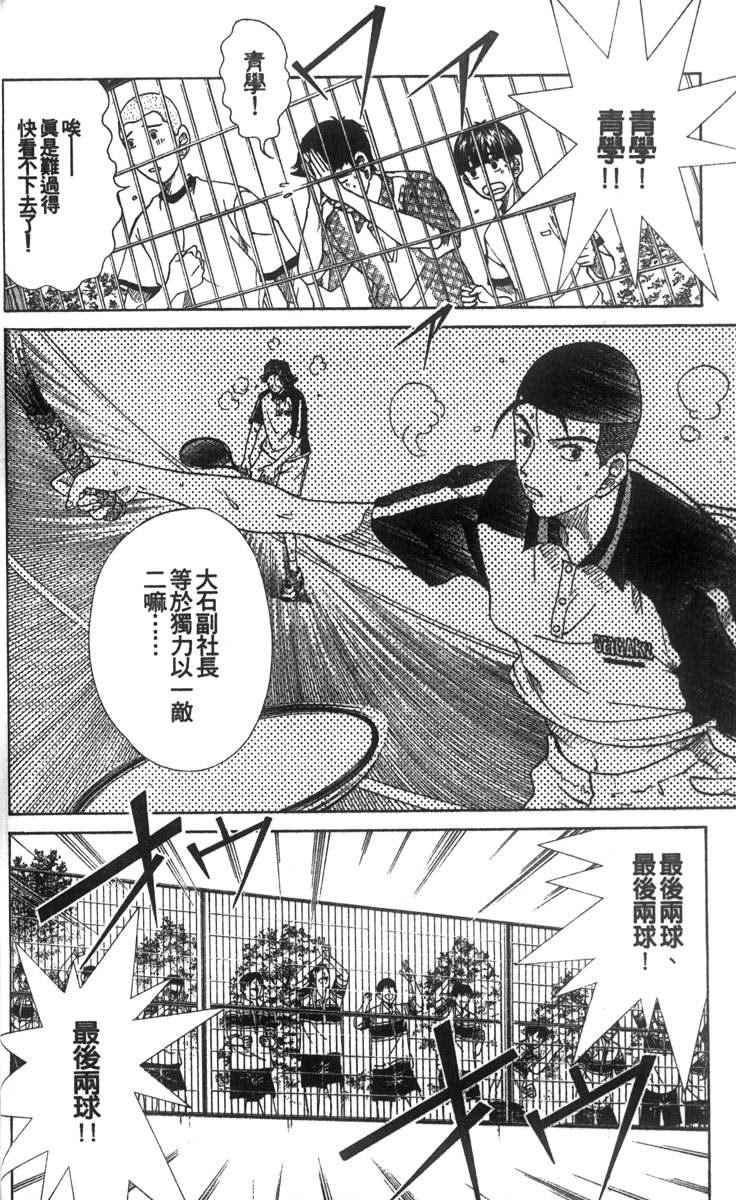 青學！
青學！！
青學！
唉——
真是難過得
快看不下去了！
大石副社長
等於獨力以一敵
二嘛……
SEIGAKU
最後兩球、
最後兩球！
最後兩球！！